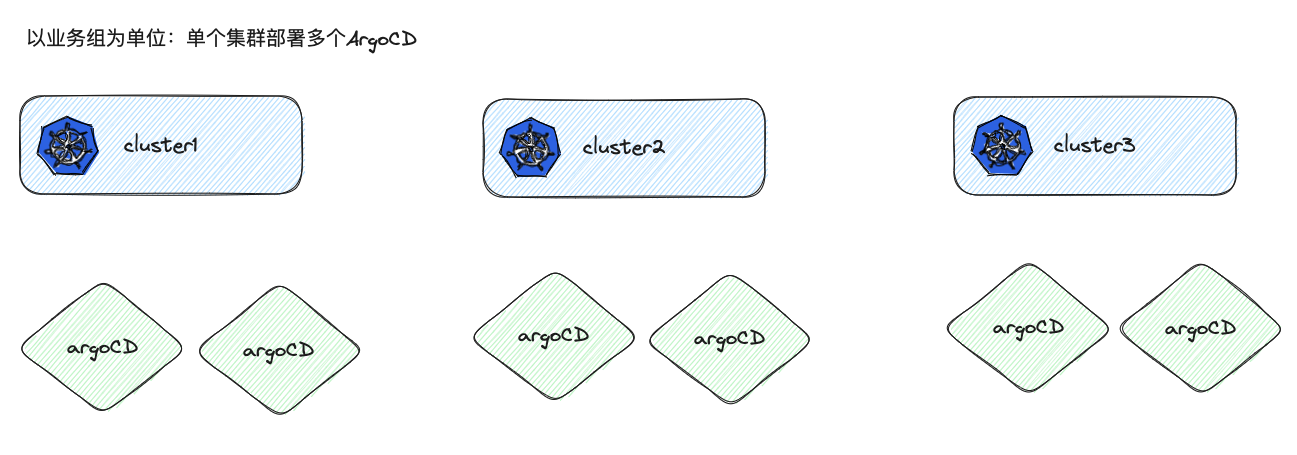 以业务组为单位：单个集群部署多个ArgoCD
cluster1
cluster2
cluster3
argoCD
argoCD
argoCD
argoCD
argoCD
argoCD